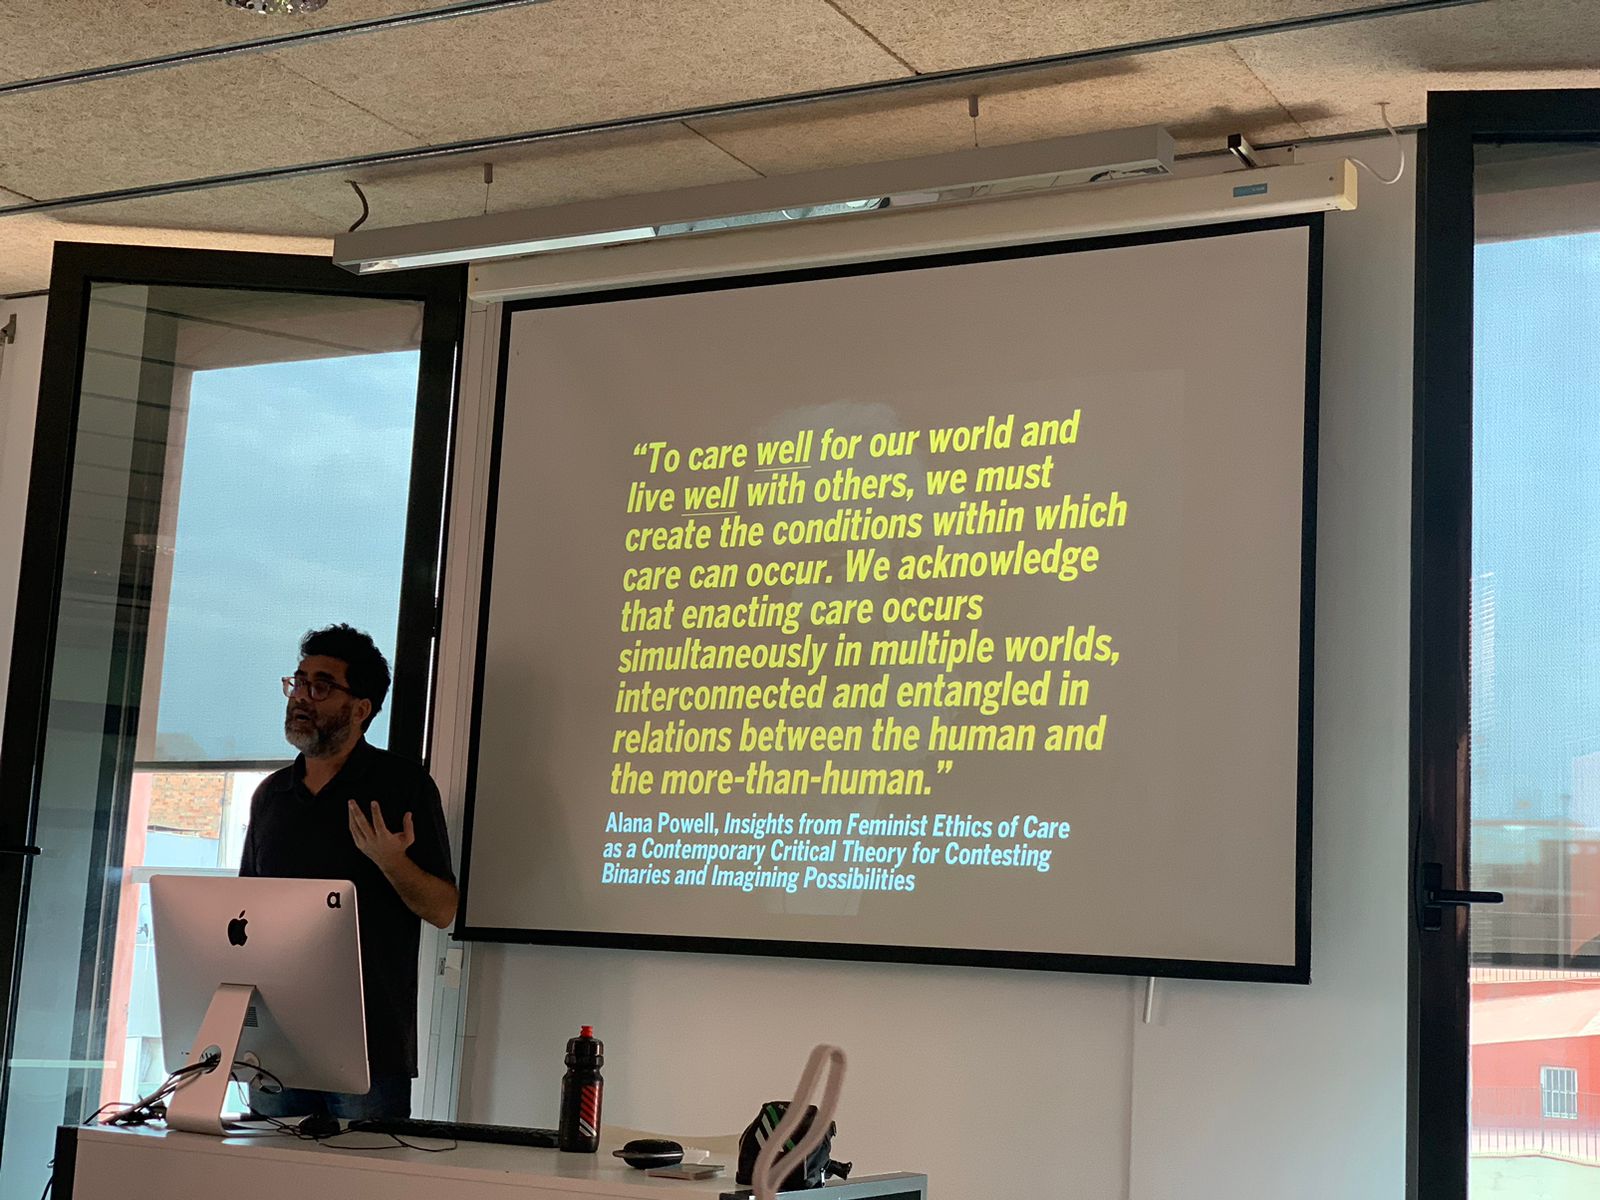 “To care well for our world and
live well with others, we must
create the conditions within which
care can occur. We acknowledge
that enacting care occurs
simultaneously in multiple worlds,
interconnected and entangled in
relations between the human and
the more-than-human.”
Alana Powell, Insights from Feminist Ethics of Care
as a Contemporary Critical Theory for Contesting
Binaries and Imagining Possibilities
a